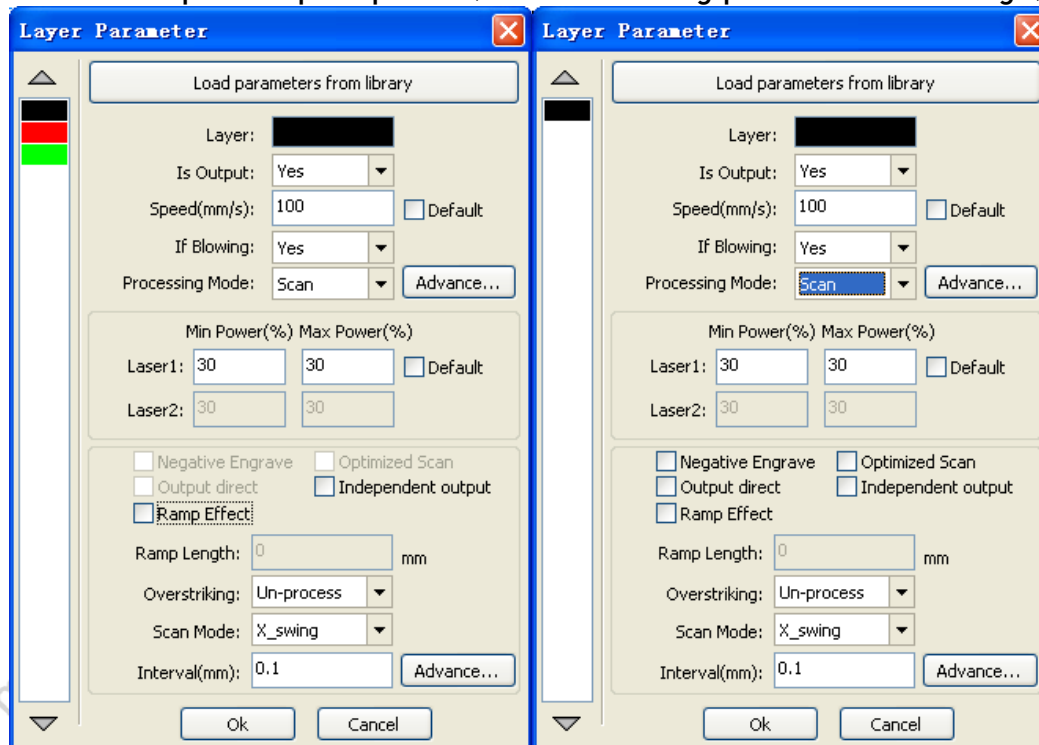 Layer Parameter
Load parameters from library
Layer:
Is Output: Yes
Speed(mm/s): 100 Default
If Blowing: Yes
Processing Mode: Scan Advance...
Min Power(%) Max Power(%)
Laser1: 30 30 Default
Laser2: 30 30
Negative Engrave Optimized Scan
Output direct Independent output
Ramp Effect
Ramp Length: 0 mm
Overstriking: Un-process
Scan Mode: X_swing
Interval(mm): 0.1 Advance...
Ok Cancel
Layer Parameter
Load parameters from library
Layer:
Is Output: Yes
Speed(mm/s): 100 Default
If Blowing: Yes
Processing Mode: Scan Advance...
Min Power(%) Max Power(%)
Laser1: 30 30 Default
Laser2: 30 30
Negative Engrave Optimized Scan
Output direct Independent output
Ramp Effect
Ramp Length: 0 mm
Overstriking: Un-process
Scan Mode: X_swing
Interval(mm): 0.1 Advance...
Ok Cancel